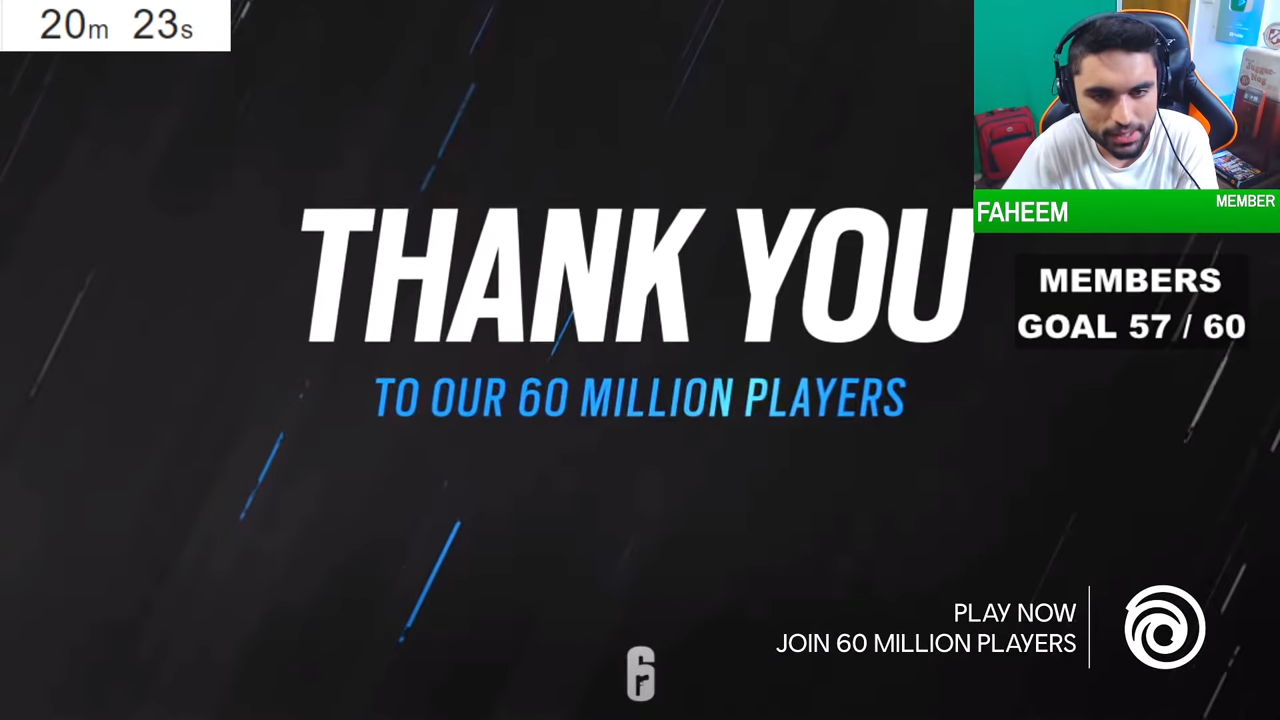 20m 23s
THANK YOU
TO OUR 60 MILLION PLAYERS
FAHEEM
MEMBER
MEMBERS
GOAL 57 / 60
PLAY NOW
JOIN 60 MILLION PLAYERS
6